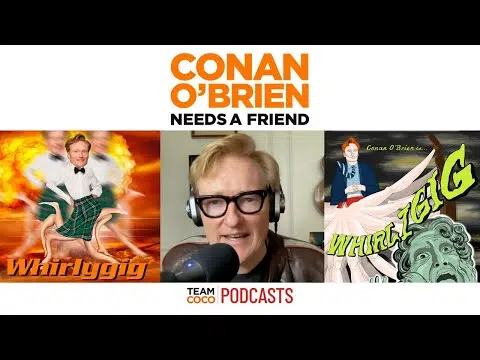 CONAN
O'BRIEN
NEEDS A FRIEND
Whirlygig
Conan O'Brien is...
WHIRLYGIG
TEAM
COCO
PODCASTS